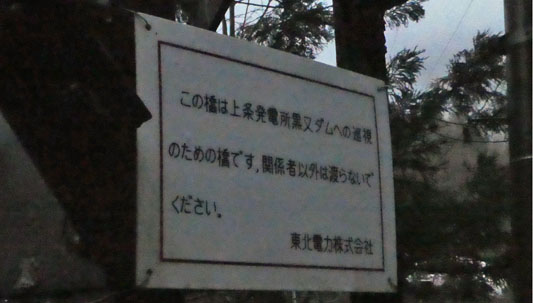 この橋は上条発電所黒又ダムへの巡視
のための橋です,関係者以外は渡らないで
ください。
東北電力株式会社